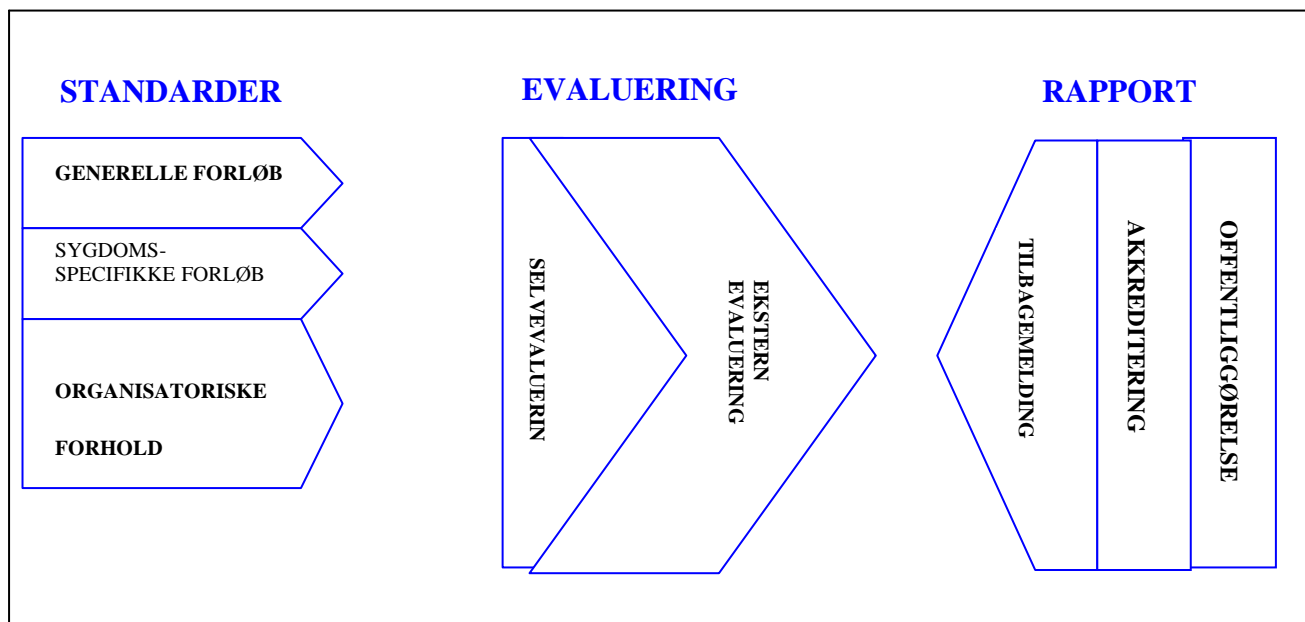 STANDARDER
GENERELLE FORLØB
SYGDOMS-
SPECIFIKKE FORLØB
ORGANISATORISKE
FORHOLD
EVALUERING
SELVEVALUERIN
EKSTERN
EVALUERING
RAPPORT
TILBAGEMELDING
AKKREDITERING
OFFENTLIGGØRELSE